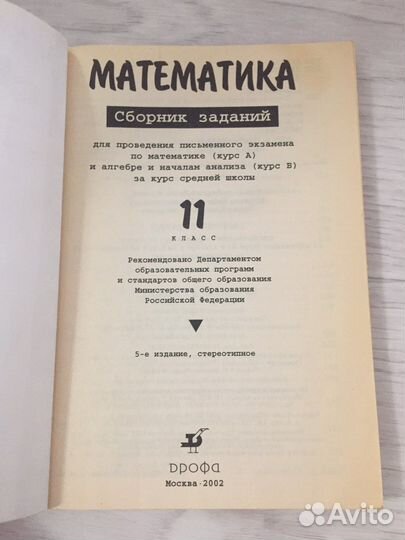 МАТЕМАТИКА
Сборник заданий
для проведения письменного экзамена
по математике (курс А)
и алгебре и началам анализа (курс В)
за курс средней школы
11
КЛАСС
Рекомендовано Департаментом
образовательных программ
и стандартов общего образования
Министерства образования
Российской Федерации
5-е издание, стереотипное
дрофа
Москва·2002
Avito